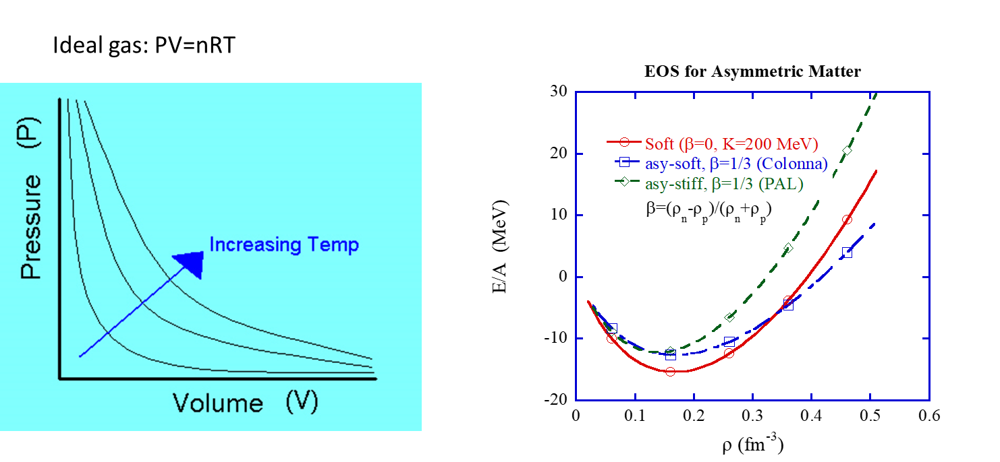 Ideal gas: PV=nRT
Pressure (P)
Increasing Temp
Volume (V)
EOS for Asymmetric Matter
E/A (MeV)
30
20
10
0
-10
-20
Soft (β=0, K=200 MeV)
asy-soft, β=1/3 (Colonna)
asy-stiff, β=1/3 (PAL)
β=(ρn-ρp)/(ρn+ρp)
0 0.1 0.2 0.3 0.4 0.5 0.6
ρ (fm-3)